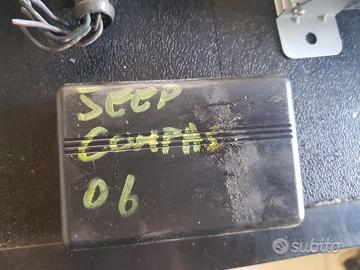 JEEP
COMPAS
06
subito